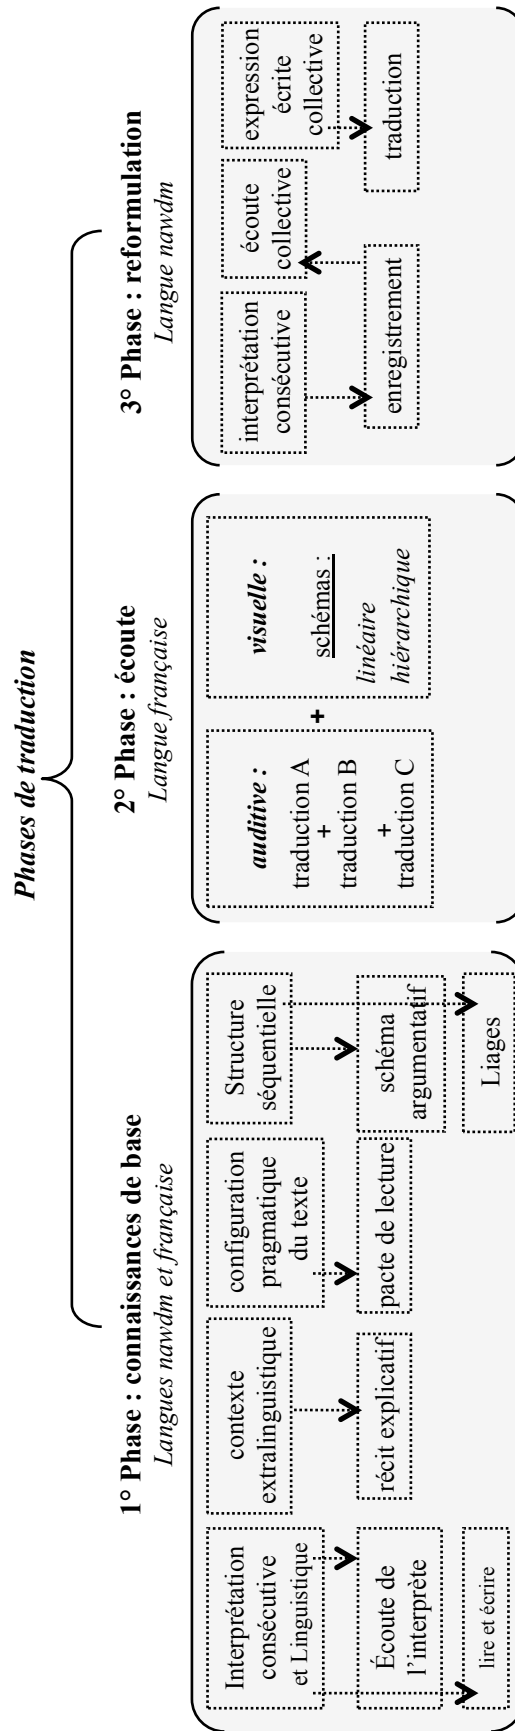 Phases de traduction
1° Phase : connaissances de base
Langues nawdm et française
Interprétation
consécutive
et Linguistique
Écoute de
l’interprète
lire et écrire
contexte
extralinguistique
récit explicatif
configuration
pragmatique
du texte
pacte de lecture
Structure
séquentielle
schéma
argumentatif
Liages
2° Phase : écoute
Langue française
auditive :
traduction A
+
traduction B
+
traduction C
+
visuelle :
schémas :
linéaire
hiérarchique
3° Phase : reformulation
Langue nawdm
interprétation
consécutive
enregistrement
écoute
collective
expression
écrite
collective
traduction